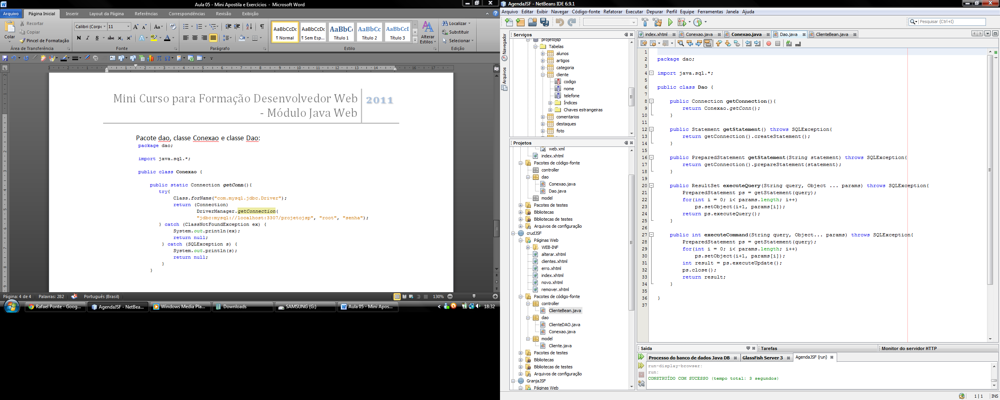 Aula 05 - Mini Apostila e Exercícios - Microsoft Word
Arquivo Página Inicial Inserir Layout da Página Referências Correspondências Revisão Exibição
Colar
Recortar
Copiar
Pincel de Formatação
Área de Transferência
Calibri (Corpo 11
Fonte
Parágrafo
AaBbCcDc AaBbCcDc AaBbCc AaBbCc AaBbCcI
¶ Normal ¶ Sem Esp... Título 1 Título 2 Título 3
Alterar Estilos
Estilo
Localizar
Substituir
Selecionar
Edição
Mini Curso para Formação Desenvolvedor Web
- Módulo Java Web
2011
Pacote dao, classe Conexao e classe Dao:
package dao;
import java.sql.*;
public class Conexao {
public static Connection getConn(){
try{
Class.forName("com.mysql.jdbc.Driver");
return (Connection)
DriverManager.getConnection(
"jdbc:mysql://localhost:3307/projetojsp", "root", "senha");
} catch (ClassNotFoundException ex) {
System.out.println(ex);
return null;
} catch (SQLException s) {
System.out.println(s);
return null;
}
}
Página: 4 de 4 Palavras: 282 Português (Brasil) 130%
Rafael Ponte - Goog... AgendaJSF - NetBea... Windows Media Pla... Downloads SAMSUNG (G:) Aula 05 - Mini Apos... 18:32
AgendaJSF - NetBeans IDE 6.9.1
Arquivo Editar Exibir Navegar Código-fonte Refatorar Executar Depurar Perfil Equipe Ferramentas Janela Ajuda
Pesquisar (Ctrl+I)
Navegador
Arquivos
Serviços
projetojsp
Tabelas
alunos
artigos
categoria
cliente
codigo
nome
telefone
Índices
Chaves estrangeiras
comentarios
destaques
foto
Projetos
web.xml
index.xhtml
Pacotes de código-fonte
controller
dao
Conexao.java
Dao.java
model
Pacotes de testes
Bibliotecas
Bibliotecas de testes
Arquivos de configuração
crudJSF
Páginas Web
WEB-INF
alterar.xhtml
clientes.xhtml
erro.xhtml
index.xhtml
novo.xhtml
remover.xhtml
Pacotes de código-fonte
controller
ClienteBean.java
dao
ClienteDAO.java
Conexao.java
model
Cliente.java
Pacotes de testes
Bibliotecas
Bibliotecas de testes
Arquivos de configuração
GranjaJSF
Páginas Web
index.xhtml Conexao.java Conexao.java Dao.java ClienteBean.java
1
2 package dao;
3
4 import java.sql.*;
5
6 public class Dao {
7
8 public Connection getConnection(){
9 return Conexao.getConn();
10 }
11
12 public Statement getStatement() throws SQLException{
13 return getConnection().createStatement();
14 }
15
16 public PreparedStatement getStatement(String statement) throws SQLException{
17 return getConnection().prepareStatement(statement);
18 }
19
20 public ResultSet executeQuery(String query, Object ... params) throws SQLException{
21 PreparedStatement ps = getStatement(query);
22 for(int i = 0; i< params.length; i++)
23 ps.setObject(i+1, params[i]);
24 return ps.executeQuery();
25 }
26
27 public int executeCommand(String query, Object... params) throws SQLException{
28 PreparedStatement ps = getStatement(query);
29 for(int i = 0; i< params.length; i++)
30 ps.setObject(i+1, params[i]);
31 int result = ps.executeUpdate();
32 ps.close();
33 return result;
34 }
35
36 }
37
Saída Tarefas Monitor do servidor HTTP
Processo do banco de dados Java DB GlassFish Server 3 AgendaJSF (run)
run-display-browser:
run:
CONSTRUÍDO COM SUCESSO (tempo total: 3 segundos)
1 | 1 INS